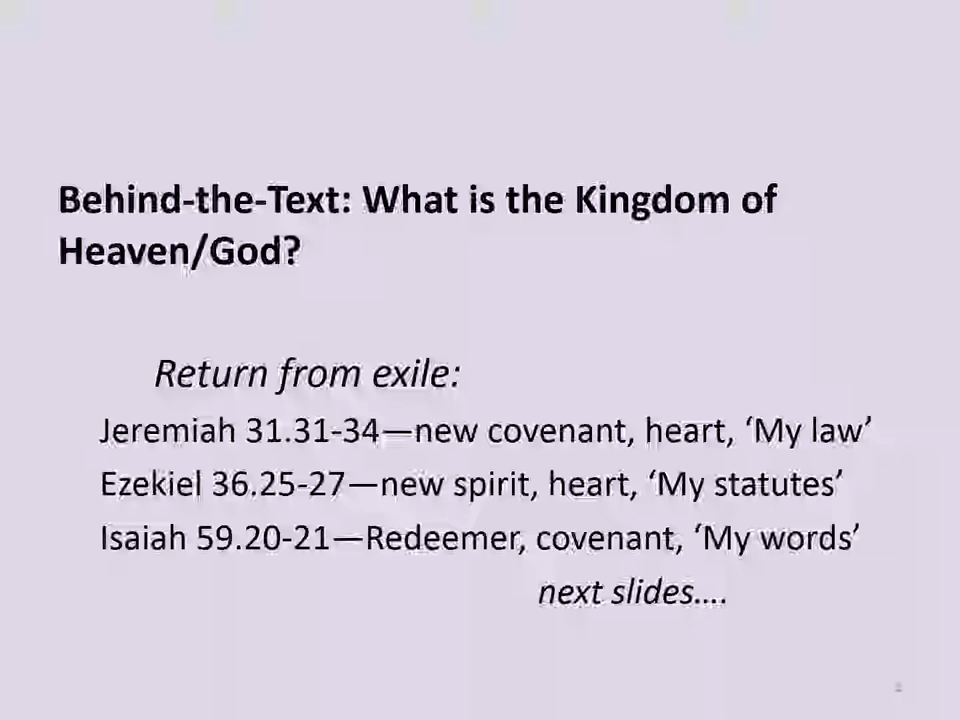 Behind-the-Text: What is the Kingdom of
Heaven/God?
Return from exile:
Jeremiah 31.31-34—new covenant, heart, ‘My law’
Ezekiel 36.25-27—new spirit, heart, ‘My statutes’
Isaiah 59.20-21—Redeemer, covenant, ‘My words’
next slides….